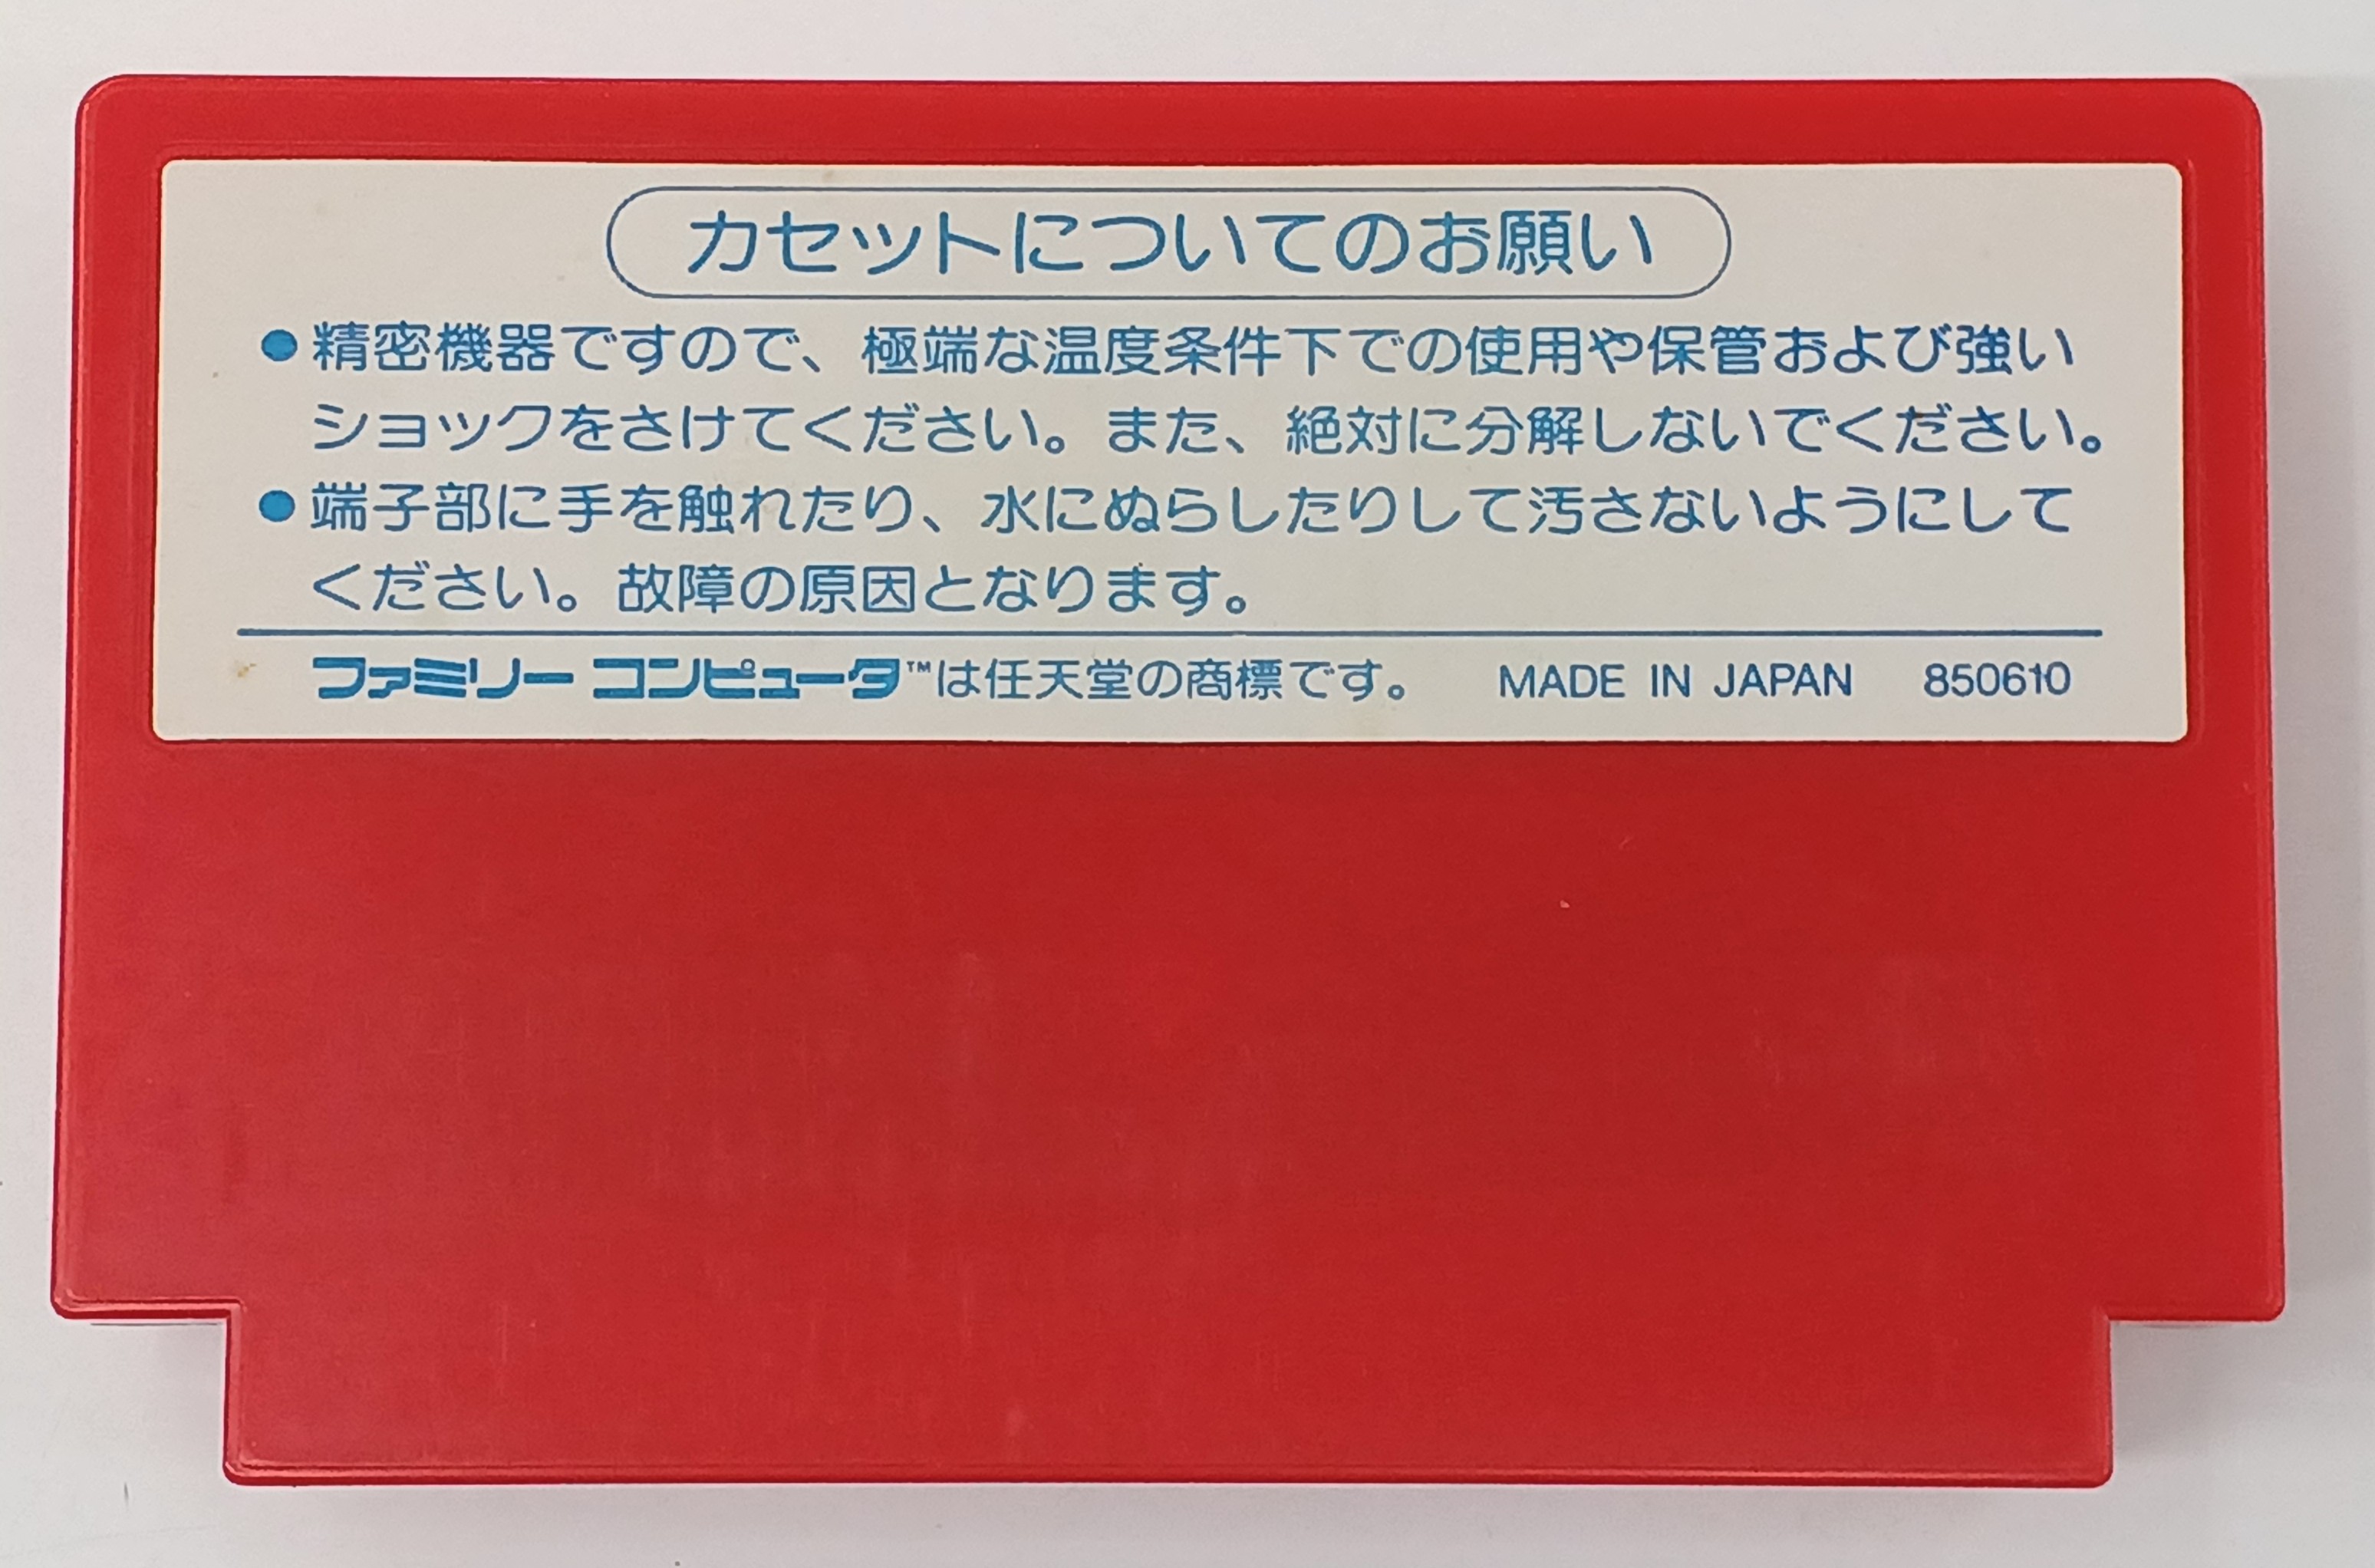 カセットについてのお願い
●精密機器ですので、極端な温度条件下での使用や保管および強い
ショックをさけてください。また、絶対に分解しないでください。
●端子部に手を触れたり、水にぬらしたりして汚さないようにして
ください。故障の原因となります。
ファミリー コンピュータ™は任天堂の商標です。 MADE IN JAPAN 850610